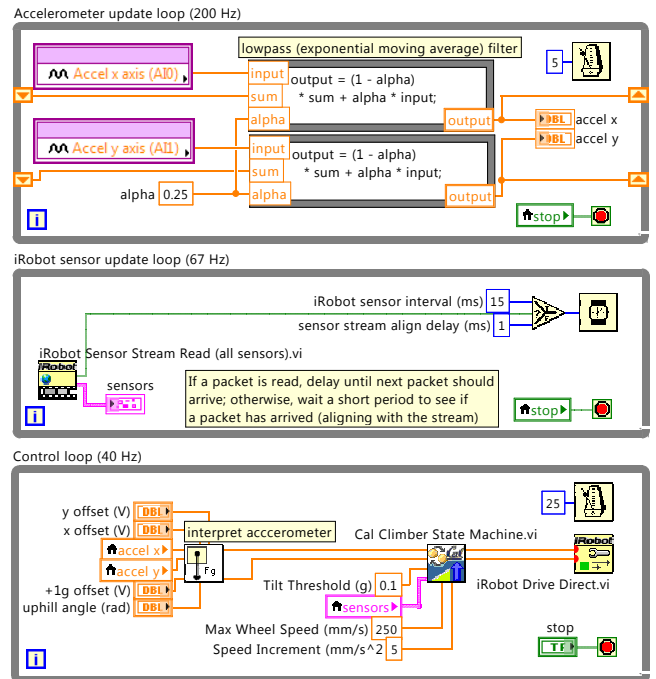 Accelerometer update loop (200 Hz)
lowpass (exponential moving average) filter
Accel x axis (AI0)
input
output = (1 - alpha)
5
sum
* sum + alpha * input;
alpha
output
DBL
accel x
Accel y axis (AI1)
input
output = (1 - alpha)
DBL
accel y
sum
* sum + alpha * input;
alpha
0.25
alpha
output
i
stop
iRobot sensor update loop (67 Hz)
iRobot sensor interval (ms)
15
sensor stream align delay (ms)
1
?
iRobot Sensor Stream Read (all sensors).vi
iRobot
sensors
If a packet is read, delay until next packet should
arrive; otherwise, wait a short period to see if
a packet has arrived (aligning with the stream)
i
stop
Control loop (40 Hz)
y offset (V)
DBL
25
x offset (V)
DBL
interpret acccerometer
Cal Climber State Machine.vi
iRobot
accel x
accel y
Fg
Cal
+1g offset (V)
DBL
Tilt Threshold (g)
0.1
iRobot Drive Direct.vi
uphill angle (rad)
DBL
sensors
Max Wheel Speed (mm/s)
250
stop
Speed Increment (mm/s^2
5
TF
i